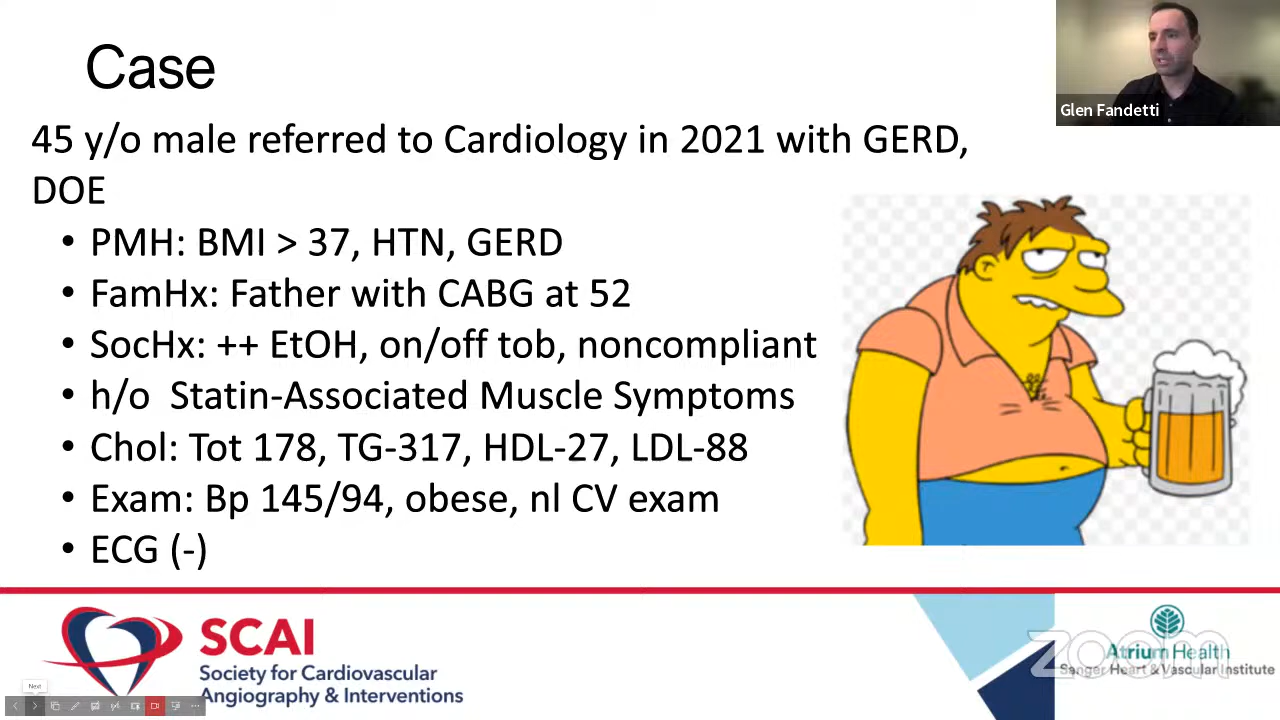 Case
Glen Fandetti
45 y/o male referred to Cardiology in 2021 with GERD,
DOE
• PMH: BMI > 37, HTN, GERD
• FamHx: Father with CABG at 52
• SocHx: ++ EtOH, on/off tob, noncompliant
• h/o Statin-Associated Muscle Symptoms
• Chol: Tot 178, TG-317, HDL-27, LDL-88
• Exam: Bp 145/94, obese, nl CV exam
• ECG (-)
SCAI
Society for Cardiovascular
Angiography & Interventions
Atrium Health
Sanger Heart & Vascular Institute
zoom
Next